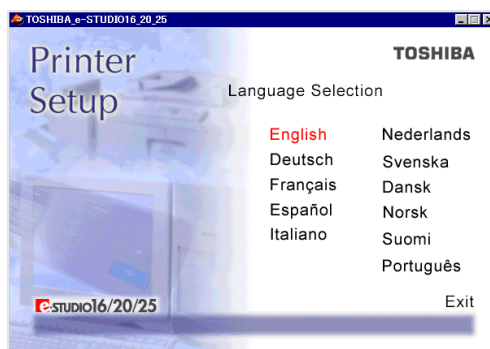 TOSHIBA_e-STUDIO16_20_25
Printer
Setup
TOSHIBA
Language Selection
English
Deutsch
Français
Español
Italiano
Nederlands
Svenska
Dansk
Norsk
Suomi
Português
e-STUDIO16/20/25
Exit